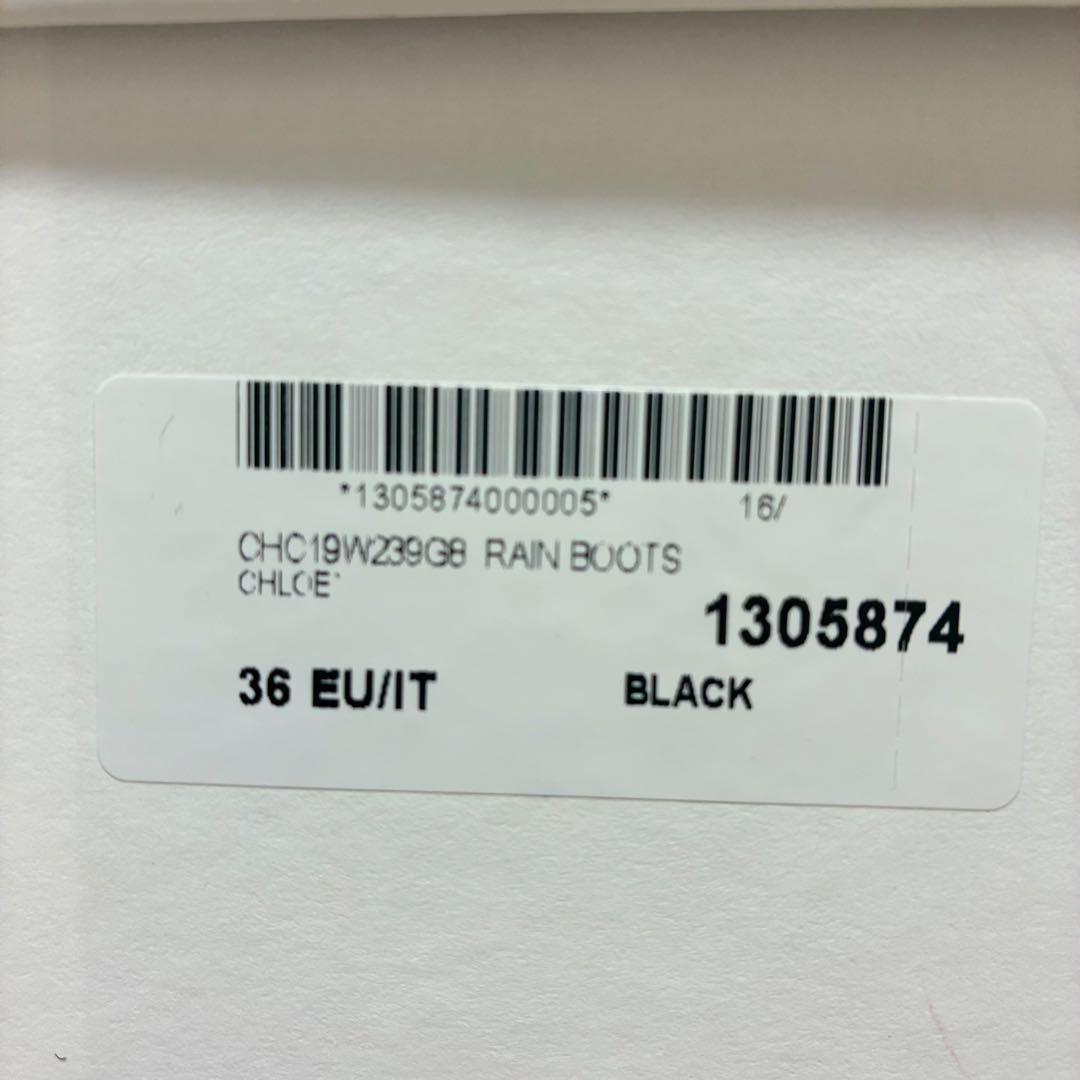 *1305874000005* 16/
CHC19W239G8 RAIN BOOTS
CHLOE'
1305874
36 EU/IT BLACK